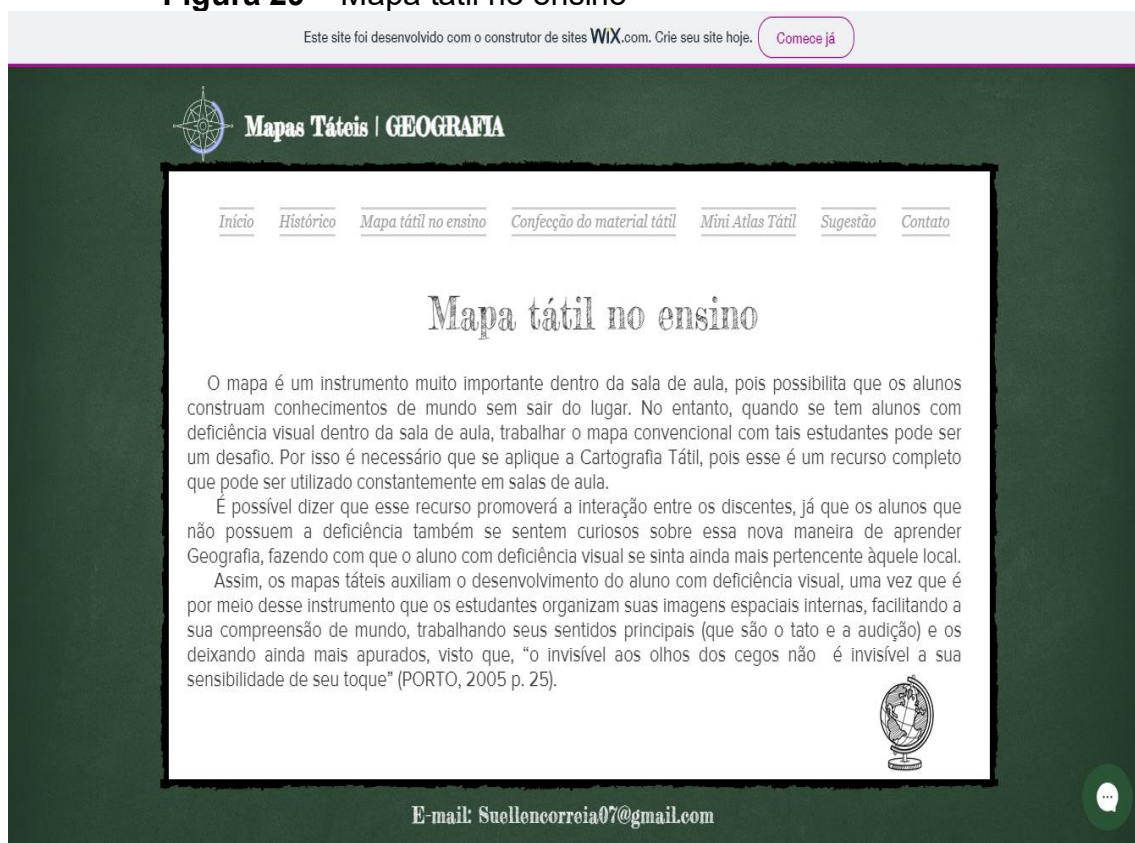 Figura 20 – Mapa tátil no ensino
Este site foi desenvolvido com o construtor de sites WiX.com. Crie seu site hoje. Comece já
Mapas Táteis | GEOGRAFIA
Início Histórico Mapa tátil no ensino Confecção do material tátil Mini Atlas Tátil Sugestão Contato
Mapa tátil no ensino
O mapa é um instrumento muito importante dentro da sala de aula, pois possibilita que os alunos
construam conhecimentos de mundo sem sair do lugar. No entanto, quando se tem alunos com
deficiência visual dentro da sala de aula, trabalhar o mapa convencional com tais estudantes pode ser
um desafio. Por isso é necessário que se aplique a Cartografia Tátil, pois esse é um recurso completo
que pode ser utilizado constantemente em salas de aula.
É possível dizer que esse recurso promoverá a interação entre os discentes, já que os alunos que
não possuem a deficiência também se sentem curiosos sobre essa nova maneira de aprender
Geografia, fazendo com que o aluno com deficiência visual se sinta ainda mais pertencente àquele local.
Assim, os mapas táteis auxiliam o desenvolvimento do aluno com deficiência visual, uma vez que é
por meio desse instrumento que os estudantes organizam suas imagens espaciais internas, facilitando a
sua compreensão de mundo, trabalhando seus sentidos principais (que são o tato e a audição) e os
deixando ainda mais apurados, visto que, “o invisível aos olhos dos cegos não é invisível a sua
sensibilidade de seu toque” (PORTO, 2005 p. 25).
E-mail: Suellencorreia07@gmail.com